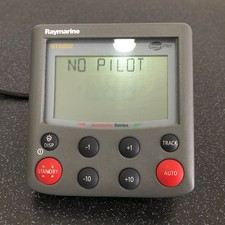 Raymarine
NO PILOT
DISP
-1
+1
TRACK
STANDBY
-10
+10
AUTO